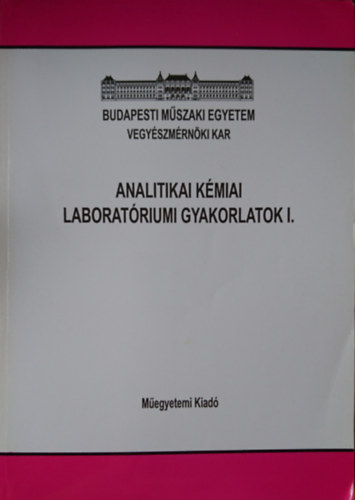 BUDAPESTI MŰSZAKI EGYETEM
VEGYÉSZMÉRNÖKI KAR
ANALITIKAI KÉMIAI
LABORATÓRIUMI GYAKORLATOK I.
Műegyetemi Kiadó